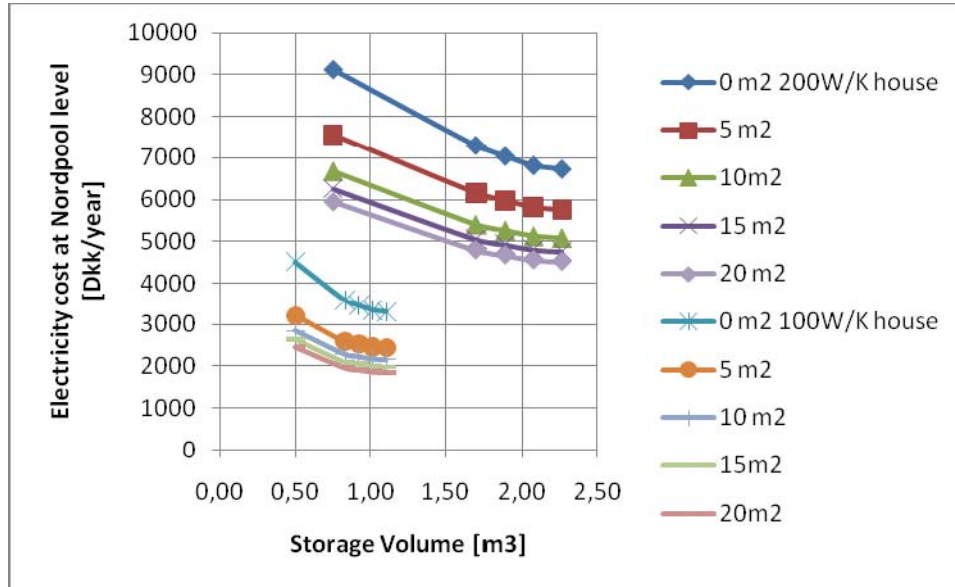 Electricity cost at Nordpool level
[Dkk/year]
10000
9000
8000
7000
6000
5000
4000
3000
2000
1000
0
0,00 0,50 1,00 1,50 2,00 2,50
Storage Volume [m3]
0 m2 200W/K house
5 m2
10m2
15 m2
20 m2
0 m2 100W/K house
5 m2
10 m2
15m2
20m2